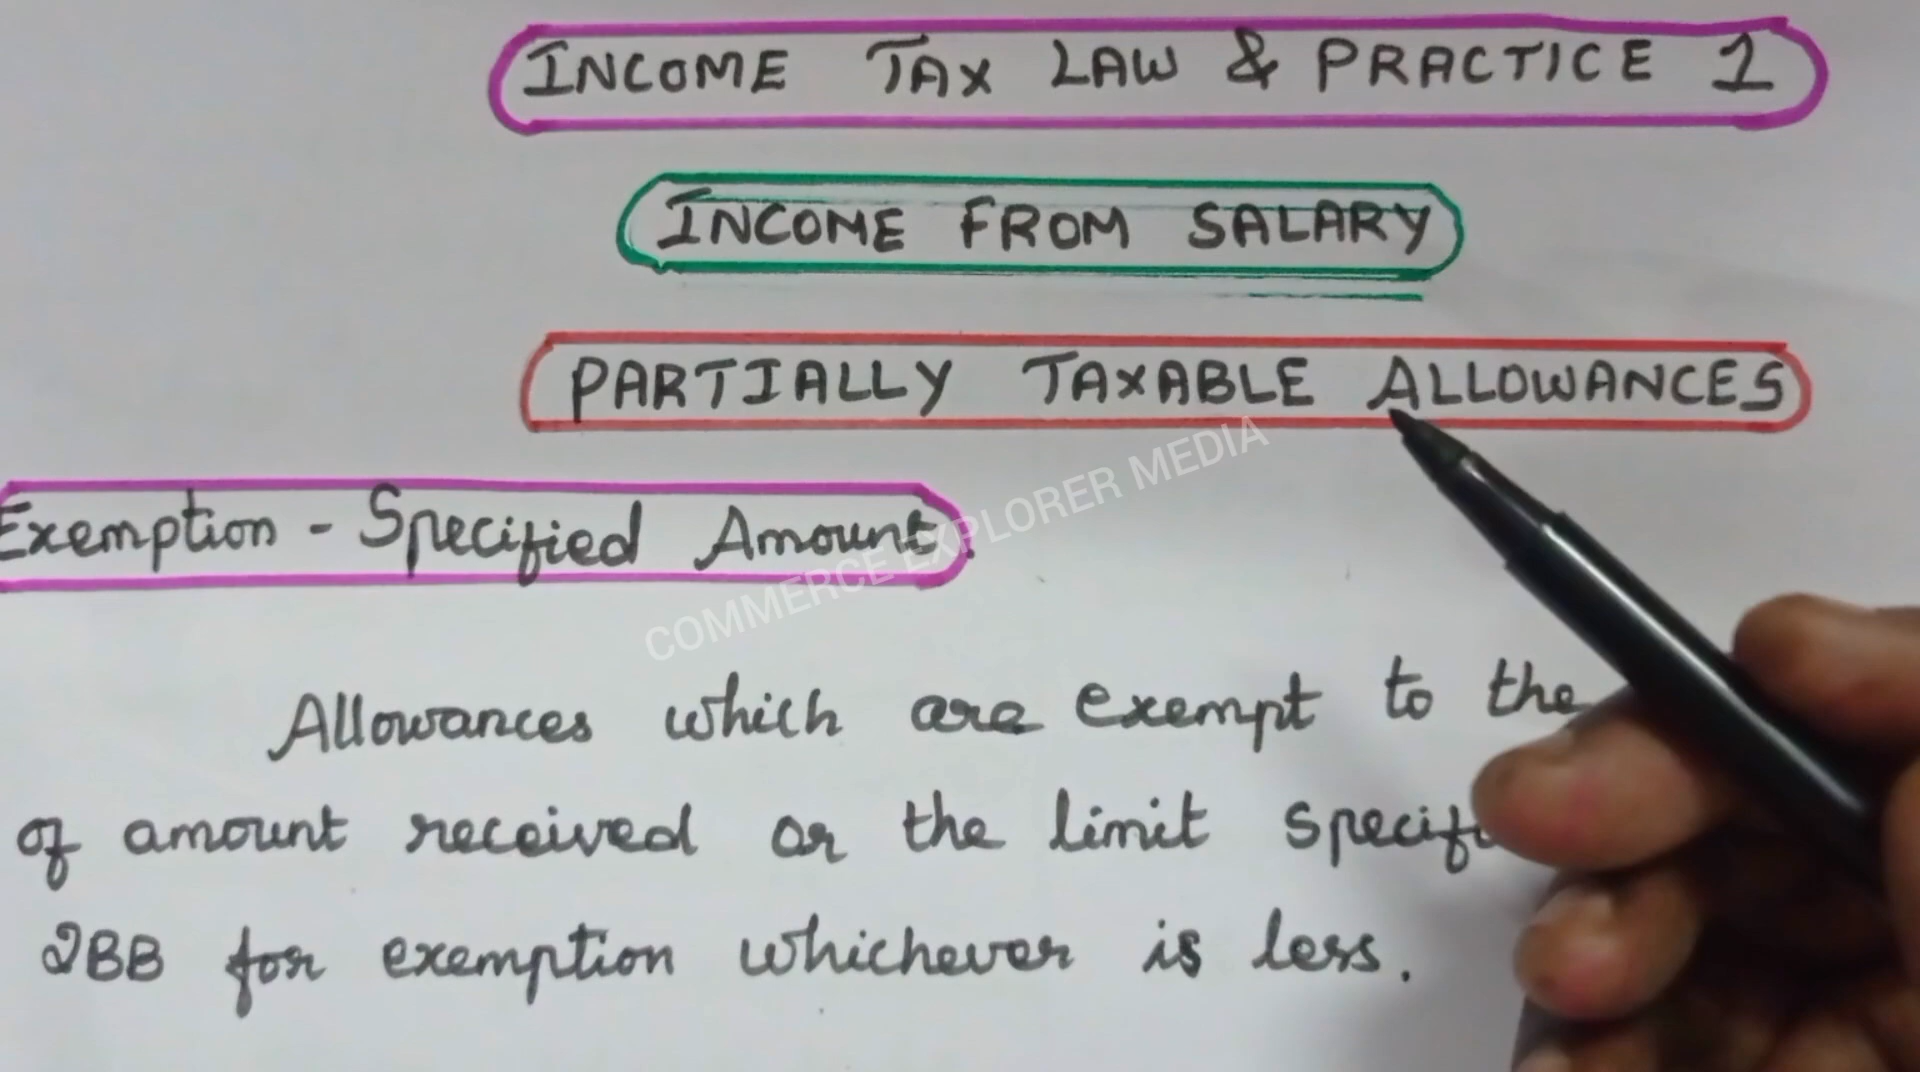 INCOME TAX LAW & PRACTICE 1
INCOME FROM SALARY
PARTIALLY TAXABLE ALLOWANCES
Exemption - Specified Amount.
COMMERCE EXPLORER MEDIA
Allowances which are exempt to the
of amount received or the limit
2BB for exemption whichever is less.